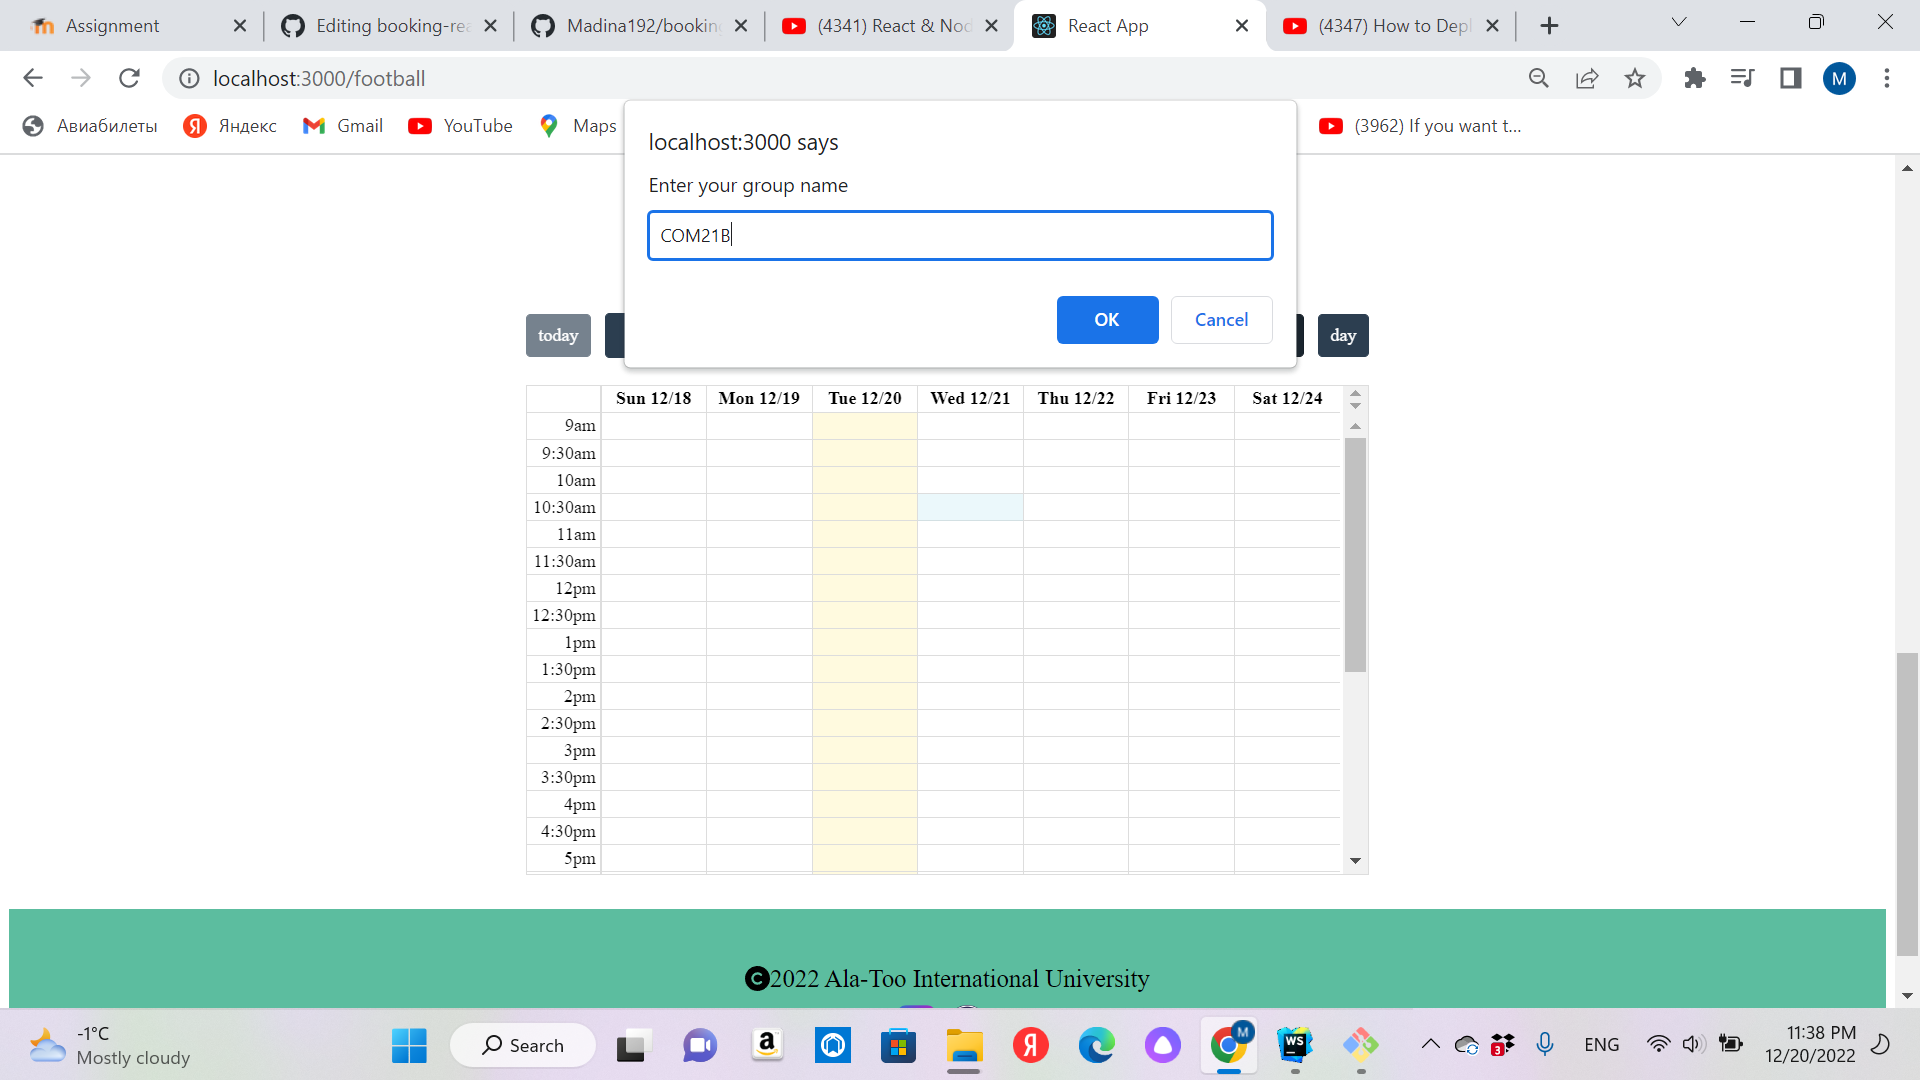 Assignment
Editing booking-rea
Madina192/booking
(4341) React & Nod
React App
(4347) How to Depl
localhost:3000/football
M
Авиабилеты
Яндекс
Gmail
YouTube
Maps
(3962) If you want t...
localhost:3000 says
Enter your group name
COM21B
OK
Cancel
today
day
Sun 12/18 Mon 12/19 Tue 12/20 Wed 12/21 Thu 12/22 Fri 12/23 Sat 12/24
9am
9:30am
10am
10:30am
11am
11:30am
12pm
12:30pm
1pm
1:30pm
2pm
2:30pm
3pm
3:30pm
4pm
4:30pm
5pm
©2022 Ala-Too International University
-1°C
Mostly cloudy
Search
a
Я
M
WS
3
ENG
11:38 PM
12/20/2022